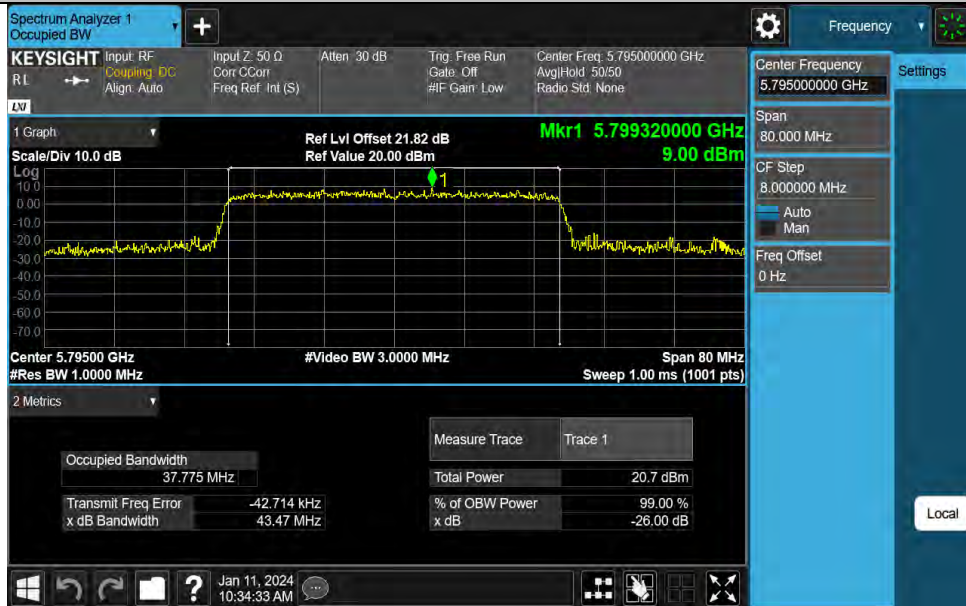 Spectrum Analyzer 1
Occupied BW
+
Frequency
KEYSIGHT
RL
LXI
Input: RF
Coupling: DC
Align: Auto
Input Z: 50 Ω
Corr CCorr
Freq Ref: Int (S)
Atten: 30 dB
Trig: Free Run
Gate: Off
#IF Gain: Low
Center Freq: 5.795000000 GHz
Avg|Hold: 50/50
Radio Std: None
Center Frequency
5.795000000 GHz
Settings
Span
80.000 MHz
CF Step
8.000000 MHz
Auto
Man
Freq Offset
0 Hz
Local
1 Graph
Scale/Div 10.0 dB
Ref Lvl Offset 21.82 dB
Ref Value 20.00 dBm
Mkr1 5.799320000 GHz
9.00 dBm
Log
10.0
0.00
-10.0
-20.0
-30.0
-40.0
-50.0
-60.0
-70.0
1
Center 5.79500 GHz
#Res BW 1.0000 MHz
#Video BW 3.0000 MHz
Span 80 MHz
Sweep 1.00 ms (1001 pts)
2 Metrics
Measure Trace Trace 1
Occupied Bandwidth
37.775 MHz
Total Power 20.7 dBm
Transmit Freq Error -42.714 kHz
% of OBW Power 99.00 %
x dB Bandwidth 43.47 MHz
x dB -26.00 dB
?
Jan 11, 2024
10:34:33 AM